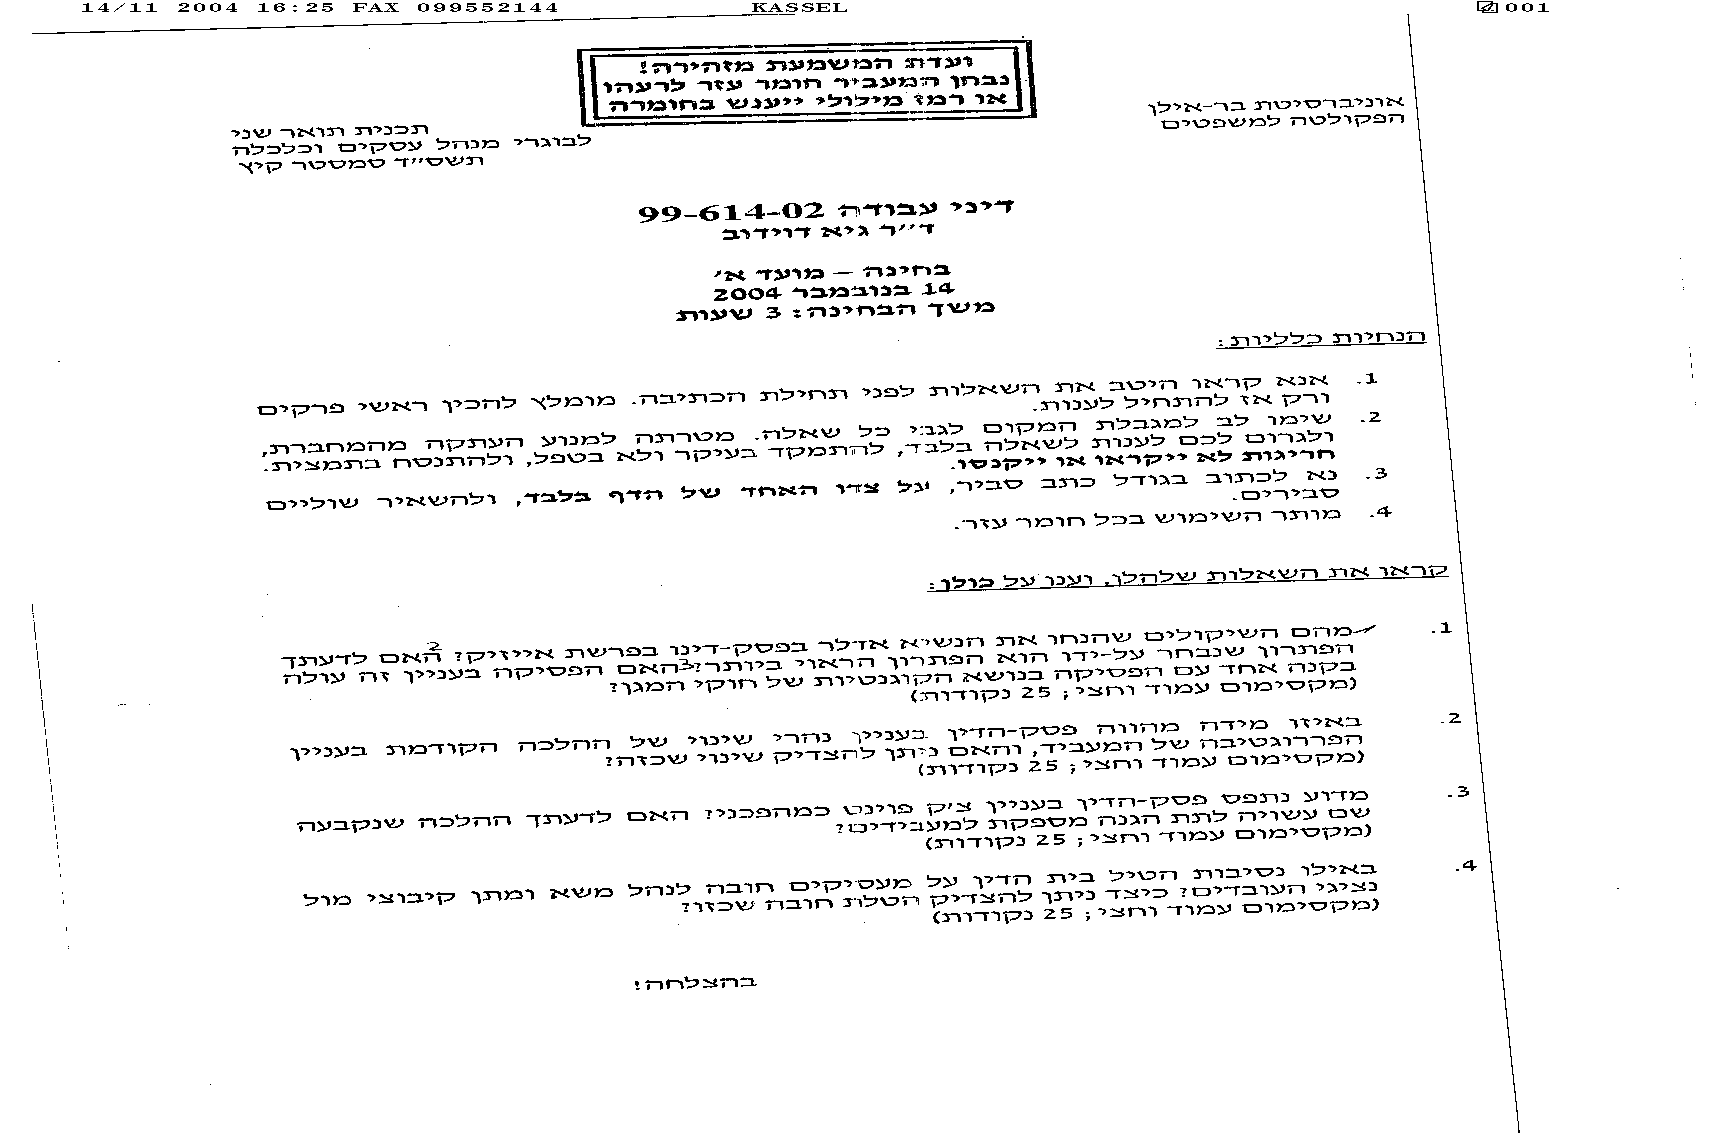 14/11 2004 16:25 FAX 099552144 KASSEL 001
ועדת המשמעת מזהירה!
נבחן המעביר חומר עזר לרעהו
או רמז מילולי ייענש בחומרה
אוניברסיטת בר-אילן
הפקולטה למשפטים
תכנית תואר שני
לבוגרי מנהל עסקים וכלכלה
תשס״ד סמסטר קיץ
דיני עבודה 99-614-02
ד״ר גיא דוידוב
בחינה – מועד א׳
14 בנובמבר 2004
משך הבחינה: 3 שעות
הנחיות כלליות:
1. אנא קראו היטב את השאלות לפני תחילת הכתיבה. מומלץ להכין ראשי פרקים
ורק אז להתחיל לענות.
2. שימו לב למגבלת המקום לגבי כל שאלה. מטרתה למנוע העתקה מהמחברת,
ולגרום לכם לענות לשאלה בלבד, להתמקד בעיקר ולא בטפל, ולהתנסח בתמצית.
חריגות לא ייקראו או ייקנסו.
3. נא לכתוב בגודל כתב סביר, על צדו האחד של הדף בלבד, ולהשאיר שוליים
סבירים.
4. מותר השימוש בכל חומר עזר.
קראו את השאלות שלהלן, וענו על כולן:
1. מהם השיקולים שהנחו את הנשיא אדלר בפסק-דינו בפרשת אייזיק? 2 האם לדעתך
הפתרון שנבחר על-ידו הוא הפתרון הראוי ביותר? 3 האם הפסיקה בעניין זה עולה
בקנה אחד עם הפסיקה בנושא הקוגנטיות של חוקי המגן?
(מקסימום עמוד וחצי; 25 נקודות)
2. באיזו מידה מהווה פסק-הדין בעניין נהרי שינוי של ההלכה הקודמת בעניין
הפררוגטיבה של המעביד, והאם ניתן להצדיק שינוי שכזה?
(מקסימום עמוד וחצי; 25 נקודות)
3. מדוע נתפס פסק-הדין בעניין צ׳ק פוינט כמהפכני? האם לדעתך ההלכה שנקבעה
שם עשויה לתת הגנה מספקת למעבידים?
(מקסימום עמוד וחצי; 25 נקודות)
4. באילו נסיבות הטיל בית הדין על מעסיקים חובה לנהל משא ומתן קיבוצי מול
נציגי העובדים? כיצד ניתן להצדיק הטלת חובה שכזו?
(מקסימום עמוד וחצי; 25 נקודות)
בהצלחה!